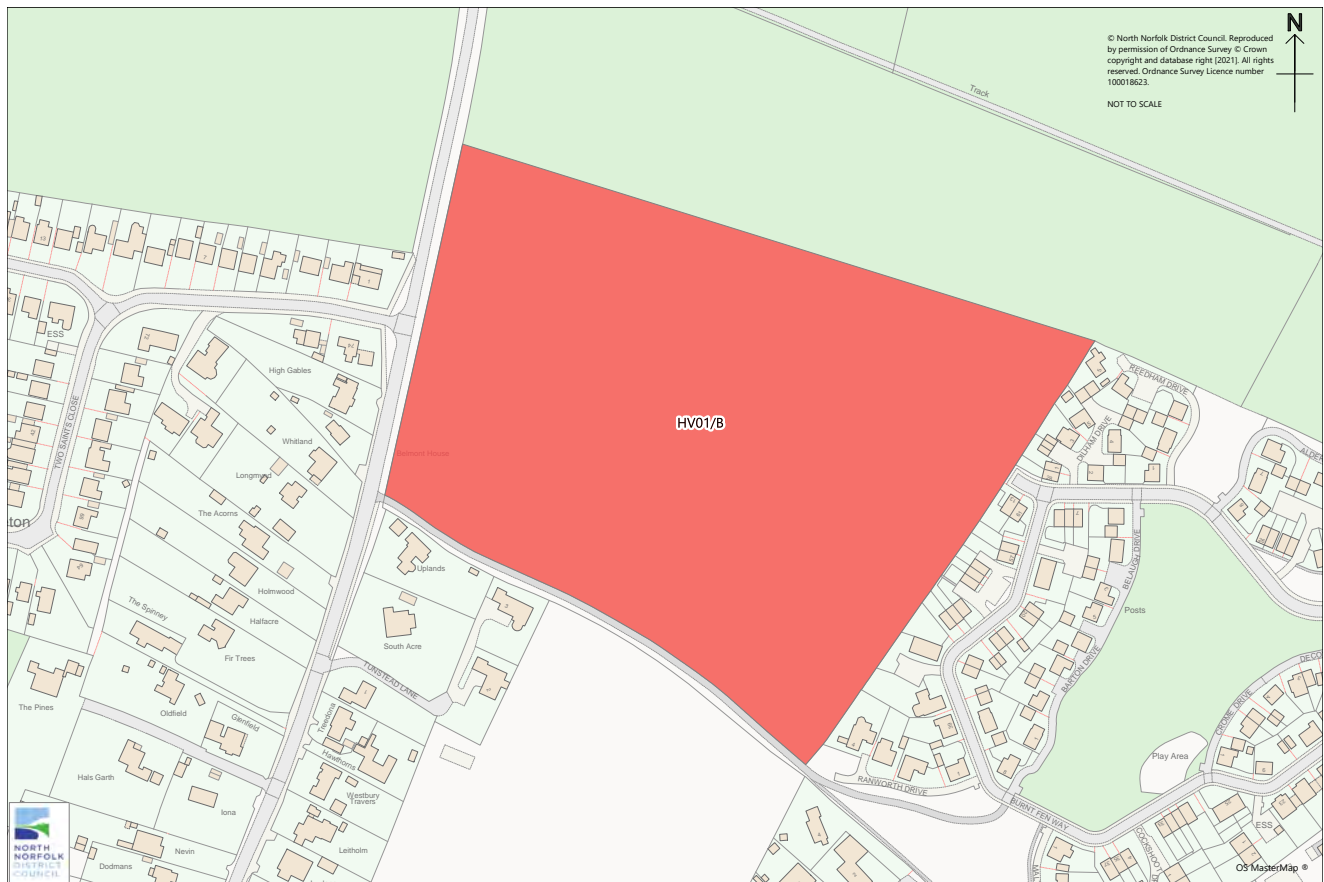 N
© North Norfolk District Council. Reproduced
by permission of Ordnance Survey © Crown
copyright and database right [2021]. All rights
reserved. Ordnance Survey Licence number
100018623.
NOT TO SCALE
Track
HV01/B
Belmont House
ESS
TWO SAINTS CLOSE
High Gables
Whitland
Longmynd
The Acorns
Holmwood
Halfacre
The Spinney
Fir Trees
Oldfield
Glenfield
The Pines
Hals Garth
Iona
Nevin
Dodmans
Uplands
South Acre
TUNSTEAD LANE
Treedona
Hawthorns
Westbury
Travers
Leitholm
REEDHAM DRIVE
DILHAM DRIVE
BELAUGH DRIVE
Posts
BARTON DRIVE
RANWORTH DRIVE
BURNT FEN WAY
CROME DRIVE
Play Area
ESS
NORTH
NORFOLK
DISTRICT
COUNCIL
OS MasterMap ®